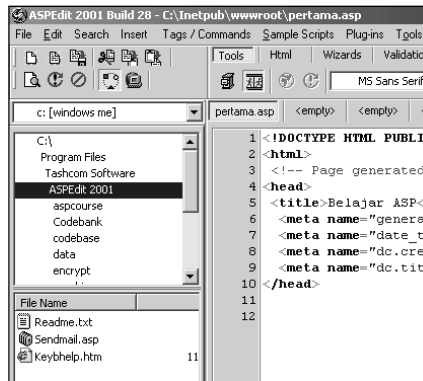 ASPEdit 2001 Build 28 - C:\Inetpub\wwwroot\pertama.asp
File Edit Search Insert Tags / Commands Sample Scripts Plug-ins Tools
Tools Html Wizards Validatio
MS Sans Serif
c: [windows me]
pertama.asp <empty> <empty>
C:\
Program Files
Tashcom Software
ASPEdit 2001
aspcourse
Codebank
codebase
data
encrypt
File Name
Readme.txt
Sendmail.asp
Keybhelp.htm 11
1 <!DOCTYPE HTML PUBLI
2 <html>
3 <!-- Page generated
4 <head>
5 <title>Belajar ASP<
6 <meta name="genera
7 <meta name="date_t
8 <meta name="dc.cre
9 <meta name="dc.tit
10 </head>
11
12